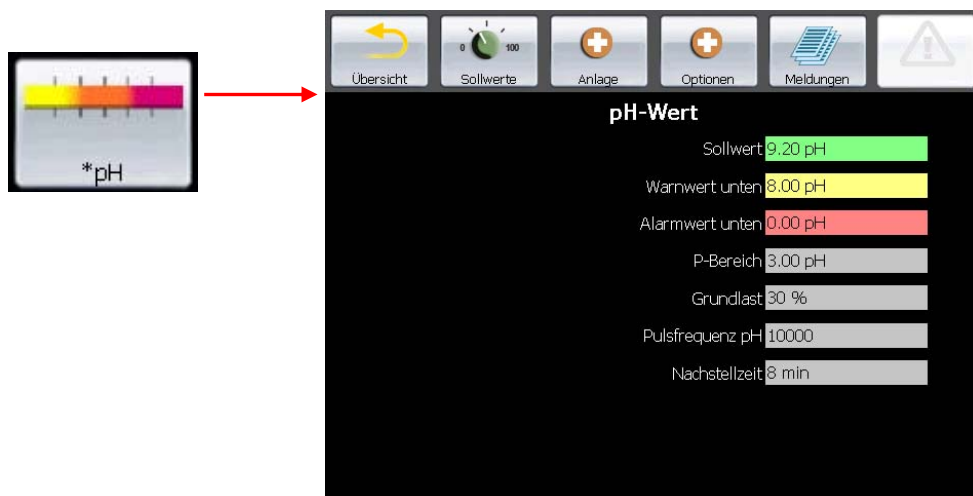 *pH
0 100
Übersicht Sollwerte Anlage Optionen Meldungen
pH-Wert
Sollwert 9.20 pH
Warnwert unten 8.00 pH
Alarmwert unten 0.00 pH
P-Bereich 3.00 pH
Grundlast 30 %
Pulsfrequenz pH 10000
Nachstellzeit 8 min